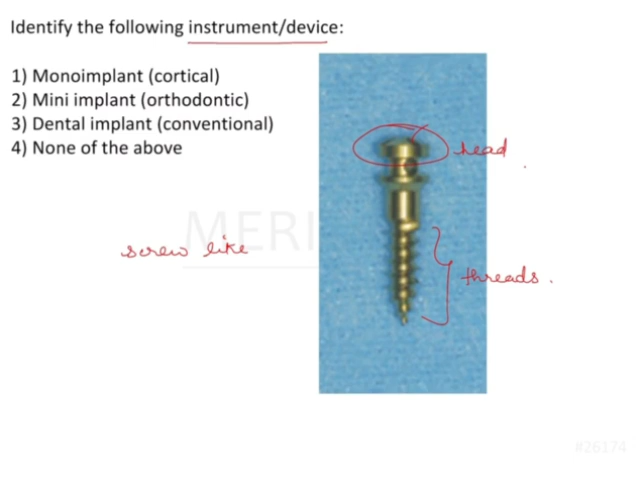 Identify the following instrument/device:
1) Monoimplant (cortical)
2) Mini implant (orthodontic)
3) Dental implant (conventional)
4) None of the above
head
MERI
screw like
threads.
#26174